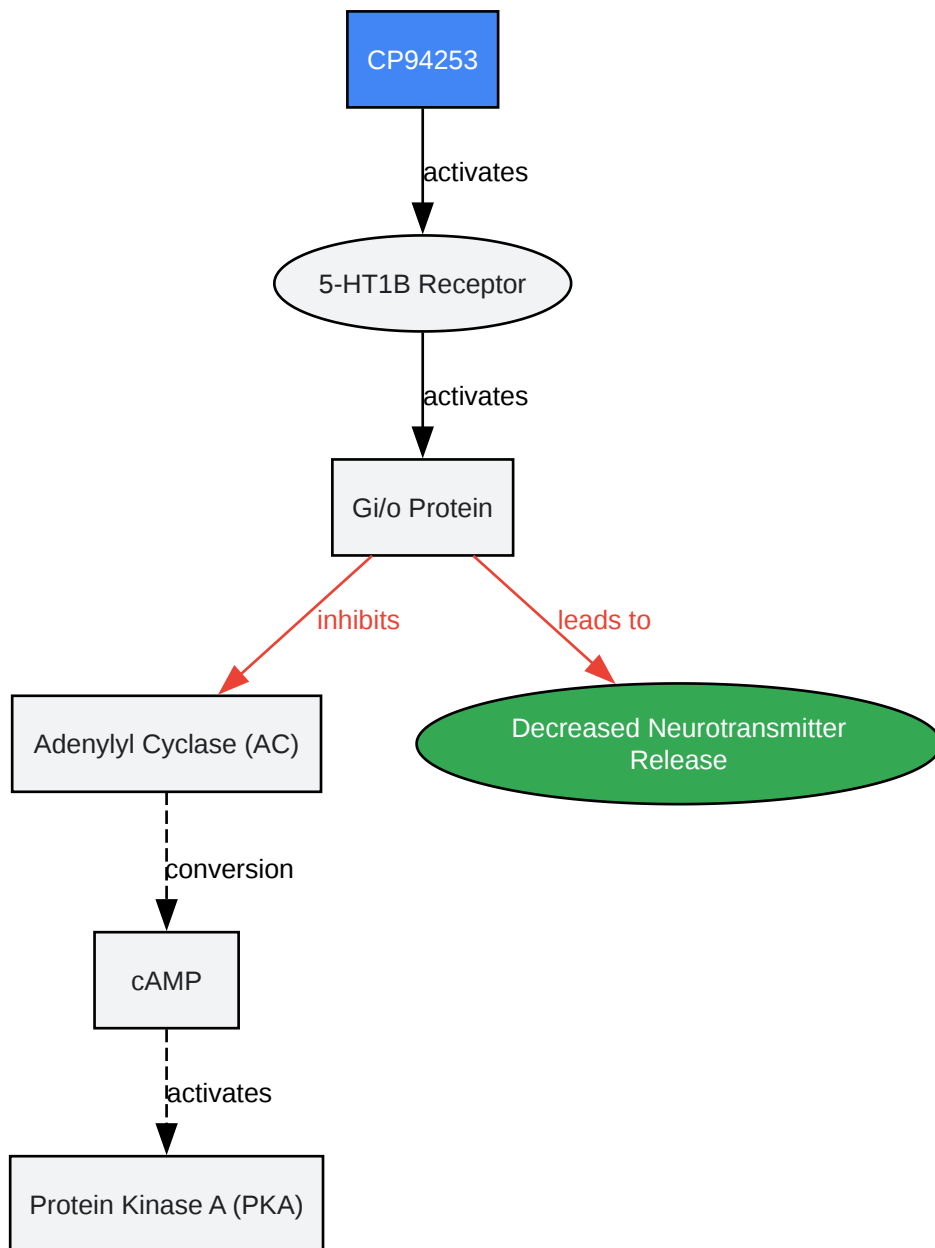 CP94253
activates
5-HT1B Receptor
activates
Gi/o Protein
inhibits
leads to
Adenylyl Cyclase (AC)
Decreased Neurotransmitter
Release
conversion
cAMP
activates
Protein Kinase A (PKA)